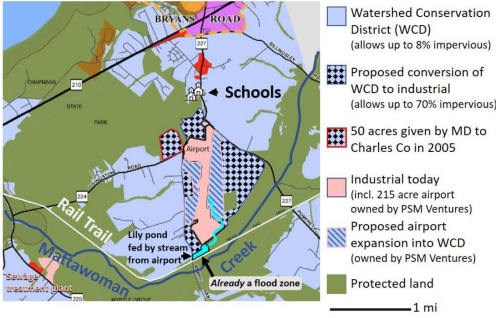 BRYANS ROAD
227
BILLINGSLEY
ROAD
210
CHAPMANS
STATE
PARK
Schools
Airport
224
227
Rail Trail
Mattawoman
Creek
Lily pond
fed by stream
from airport
Already a flood zone
Sewage
treatment plant
225
MYRTLE GROVE
Watershed Conservation
District (WCD)
(allows up to 8% impervious)
Proposed conversion of
WCD to industrial
(allows up to 70% impervious)
50 acres given by MD to
Charles Co in 2005
Industrial today
(incl. 215 acre airport
owned by PSM Ventures)
Proposed airport
expansion into WCD
(owned by PSM Ventures)
Protected land
1 mi